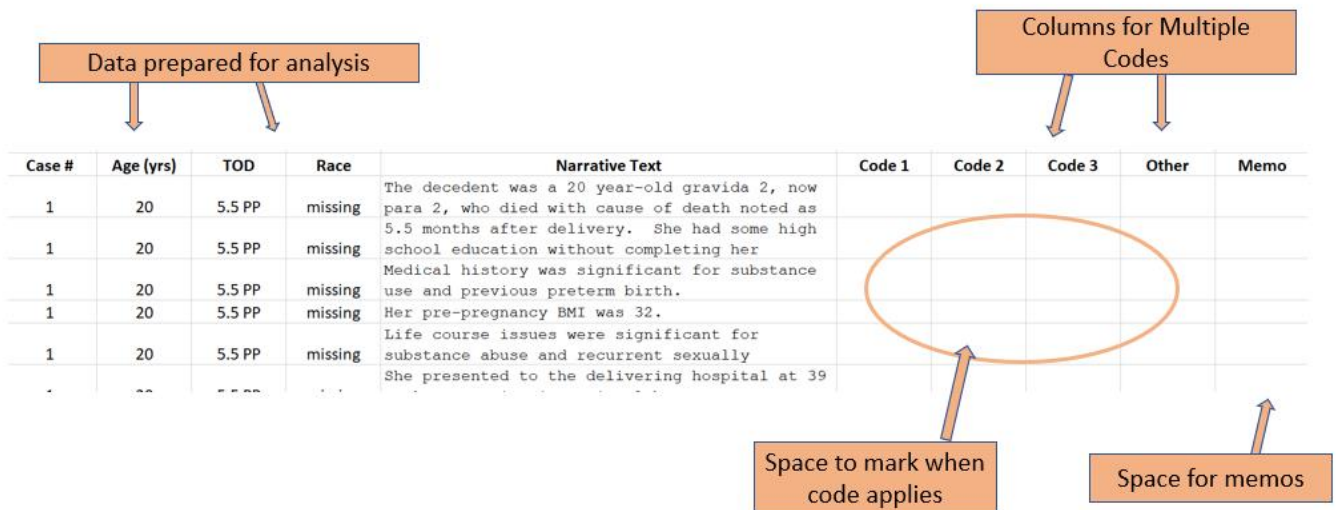 Columns for Multiple
Codes
Data prepared for analysis
Case # Age (yrs) TOD Race Narrative Text Code 1 Code 2 Code 3 Other Memo
The decedent was a 20 year-old gravida 2, now
1 20 5.5 PP missing para 2, who died with cause of death noted as
5.5 months after delivery. She had some high
1 20 5.5 PP missing school education without completing her
Medical history was significant for substance
1 20 5.5 PP missing use and previous preterm birth.
1 20 5.5 PP missing Her pre-pregnancy BMI was 32.
Life course issues were significant for
1 20 5.5 PP missing substance abuse and recurrent sexually
She presented to the delivering hospital at 39
Space to mark when
code applies
Space for memos